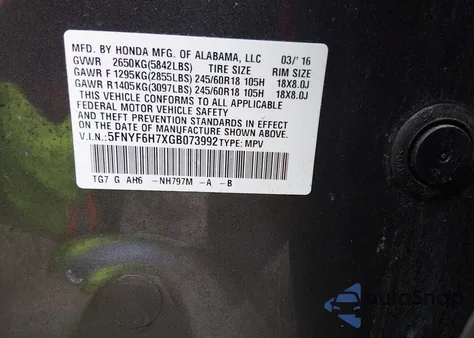 MFD. BY HONDA MFG. OF ALABAMA, LLC 03/'16
GVWR 2650KG(5842LBS) TIRE SIZE RIM SIZE
GAWR F 1295KG(2855LBS) 245/60R18 105H 18X8.0J
GAWR R 1405KG(3097LBS) 245/60R18 105H 18X8.0J
THIS VEHICLE CONFORMS TO ALL APPLICABLE
FEDERAL MOTOR VEHICLE SAFETY
AND THEFT PREVENTION STANDARDS IN EFFECT ON
THE DATE OF MANUFACTURE SHOWN ABOVE.
V.I.N.: 5FNYF6H7XGB073992 TYPE: MPV
TG7 G AH6 -NH797M -A -B
autoSnap